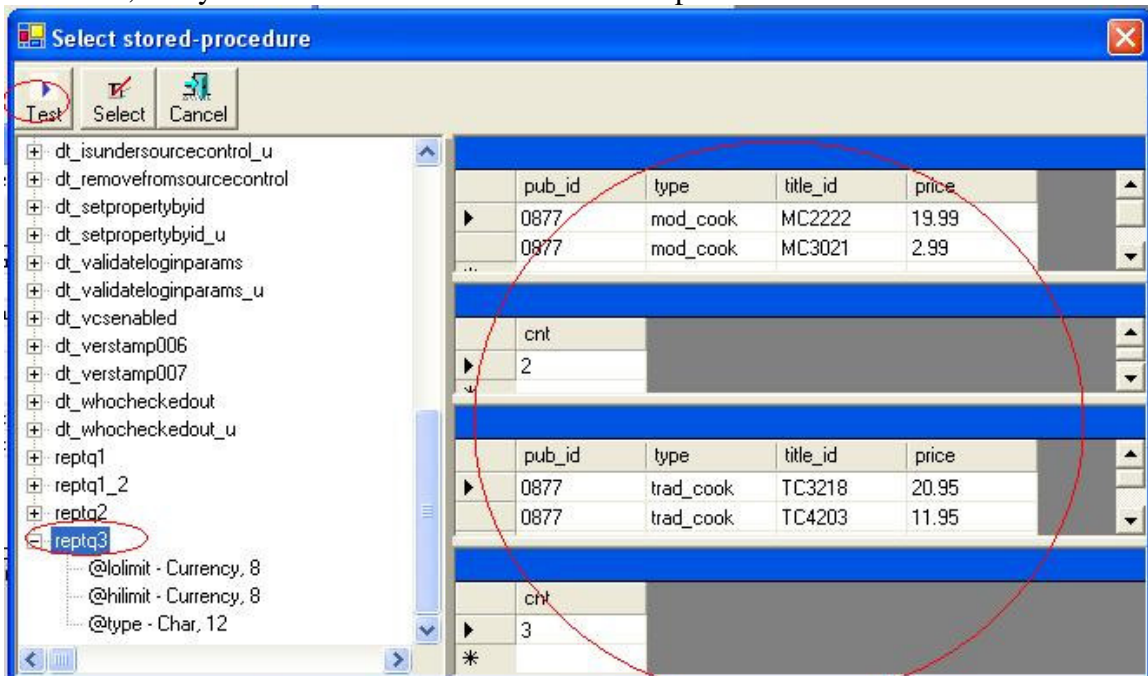 Select stored-procedure
Test Select Cancel
dt_isundersourcecontrol_u
dt_removefromsourcecontrol
dt_setpropertybyid
dt_setpropertybyid_u
dt_validateloginparams
dt_validateloginparams_u
dt_vcsenabled
dt_verstamp006
dt_verstamp007
dt_whocheckedout
dt_whocheckedout_u
reptq1
reptq1_2
reptq2
reptq3
@lolimit - Currency, 8
@hilimit - Currency, 8
@type - Char, 12
pub_id type title_id price
0877 mod_cook MC2222 19.99
0877 mod_cook MC3021 2.99
cnt
2
pub_id type title_id price
0877 trad_cook TC3218 20.95
0877 trad_cook TC4203 11.95
cnt
3